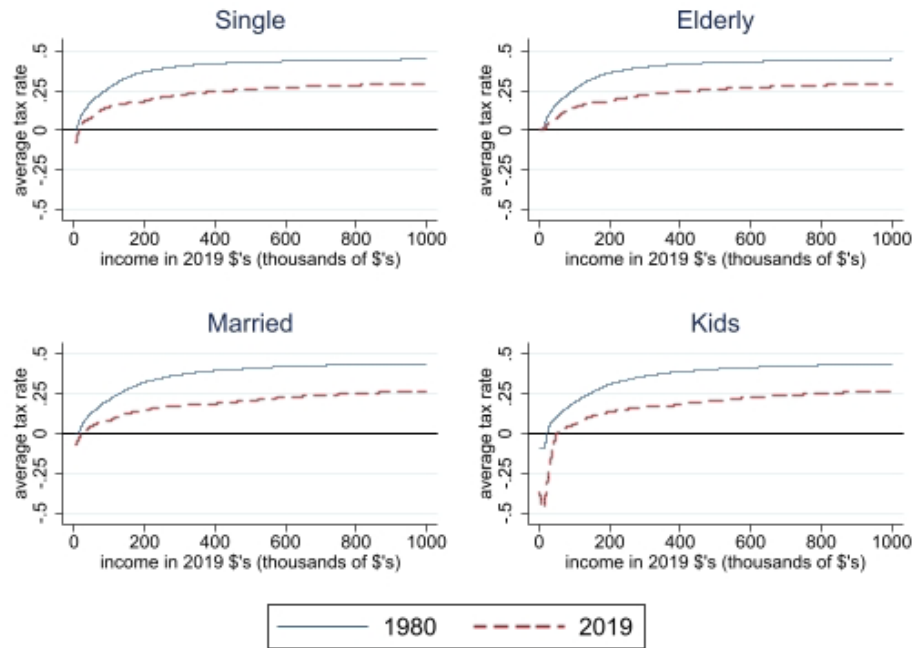 Single
average tax rate
.5
.25
0
-.25
-.5
0 200 400 600 800 1000
income in 2019 $'s (thousands of $'s)
Elderly
average tax rate
.5
.25
0
-.25
-.5
0 200 400 600 800 1000
income in 2019 $'s (thousands of $'s)
Married
average tax rate
.5
.25
0
-.25
-.5
0 200 400 600 800 1000
income in 2019 $'s (thousands of $'s)
Kids
average tax rate
.5
.25
0
-.25
-.5
0 200 400 600 800 1000
income in 2019 $'s (thousands of $'s)
1980 2019